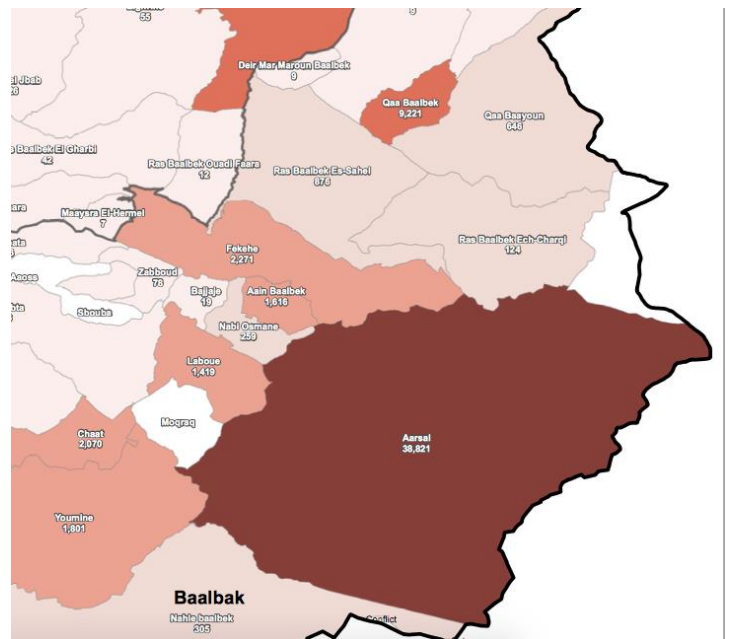 55
Deir Mar Maroun Baalbek
9
Qaa Baalbek
9,221
Qaa Baayoun
646
El Gharbi
42
Ras Baalbek Ouadi Faara
12
Ras Baalbek Es-Sahel
676
Maaysra El-Hermel
7
Fekehe
2,271
Ras Baalbek Ech-Charqi
124
Zabboud
78
Bajjaje
19
Aain Baalbek
1,616
Sbouba
Nabi Osmane
259
Laboue
1,419
Moqraq
Chaat
2,070
Aarsal
38,821
Youmine
1,801
Baalbak
Nahle baalbek
305
Conflict